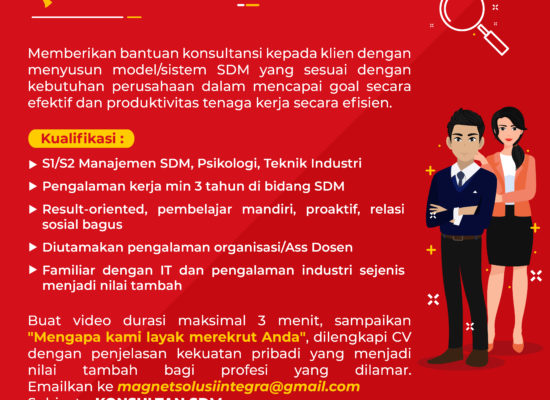 Memberikan bantuan konsultansi kepada klien dengan
menyusun model/sistem SDM yang sesuai dengan
kebutuhan perusahaan dalam mencapai goal secara
efektif dan produktivitas tenaga kerja secara efisien.
Kualifikasi :
S1/S2 Manajemen SDM, Psikologi, Teknik Industri
Pengalaman kerja min 3 tahun di bidang SDM
Result-oriented, pembelajar mandiri, proaktif, relasi
sosial bagus
Diutamakan pengalaman organisasi/Ass Dosen
Familiar dengan IT dan pengalaman industri sejenis
menjadi nilai tambah
Buat video durasi maksimal 3 menit, sampaikan
"Mengapa kami layak merekrut Anda", dilengkapi CV
dengan penjelasan kekuatan pribadi yang menjadi
nilai tambah bagi profesi yang dilamar.
Emailkan ke magnetsolusiintegra@gmail.com
KONSULTAN SDM